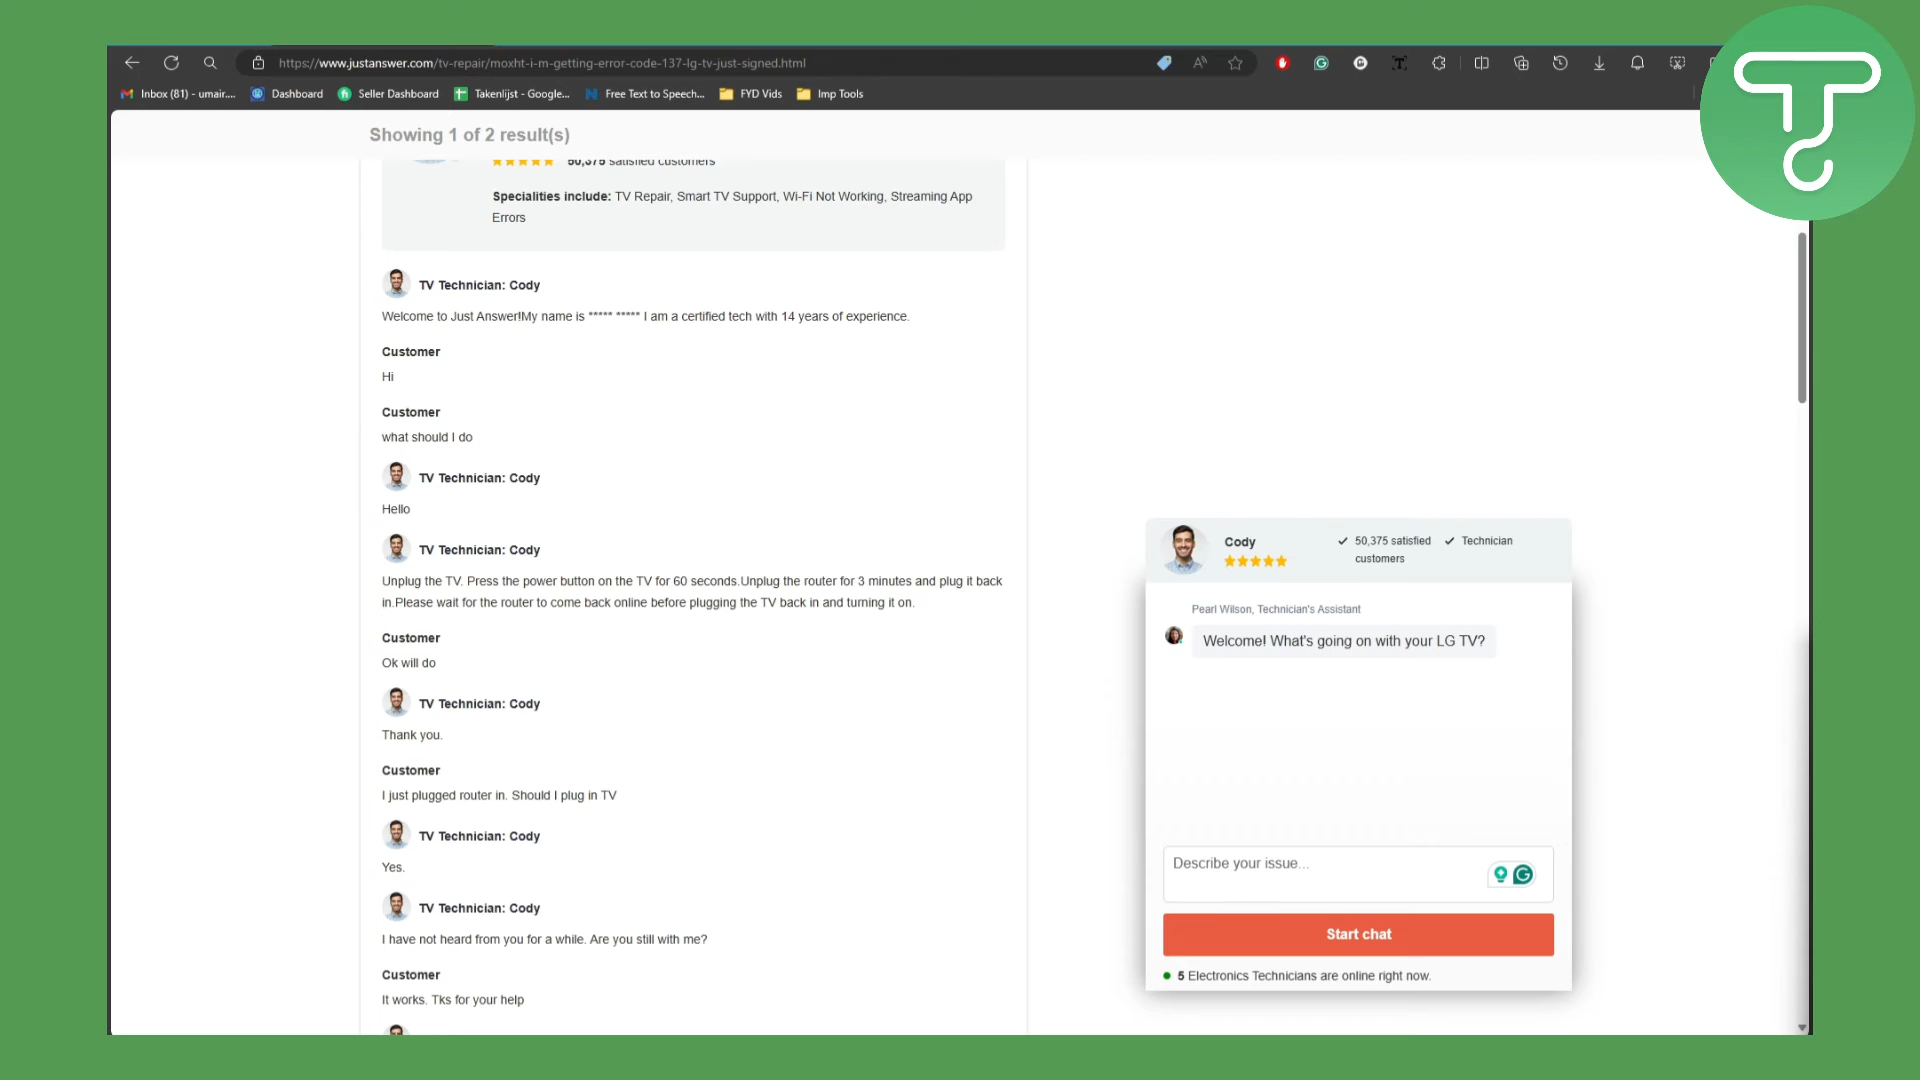 https://www.justanswer.com/tv-repair/moxht-i-m-getting-error-code-137-lg-tv-just-signed.html
Inbox (81) - umair....
Dashboard
Seller Dashboard
Takenlijst - Google...
Free Text to Speech...
FYD Vids
Imp Tools
Showing 1 of 2 result(s)
50,375 satisfied customers
Specialities include: TV Repair, Smart TV Support, Wi-Fi Not Working, Streaming App
Errors
TV Technician: Cody
Welcome to Just Answer!My name is ***** ***** I am a certified tech with 14 years of experience.
Customer
Hi
Customer
what should I do
TV Technician: Cody
Hello
TV Technician: Cody
Unplug the TV. Press the power button on the TV for 60 seconds.Unplug the router for 3 minutes and plug it back
in.Please wait for the router to come back online before plugging the TV back in and turning it on.
Customer
Ok will do
TV Technician: Cody
Thank you.
Customer
I just plugged router in. Should I plug in TV
TV Technician: Cody
Yes.
TV Technician: Cody
I have not heard from you for a while. Are you still with me?
Customer
It works. Tks for your help
Cody
50,375 satisfied
customers
Technician
Pearl Wilson, Technician's Assistant
Welcome! What's going on with your LG TV?
Describe your issue...
Start chat
5 Electronics Technicians are online right now.